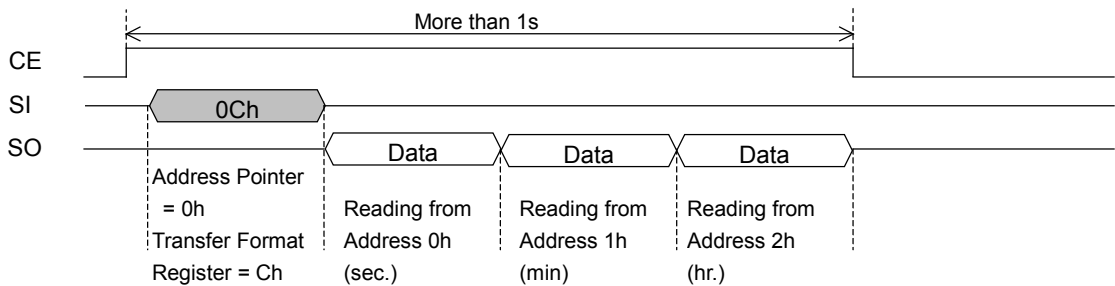 More than 1s
CE
SI
0Ch
SO
Data
Data
Data
Address Pointer
= 0h
Transfer Format
Register = Ch
Reading from
Address 0h
(sec.)
Reading from
Address 1h
(min)
Reading from
Address 2h
(hr.)